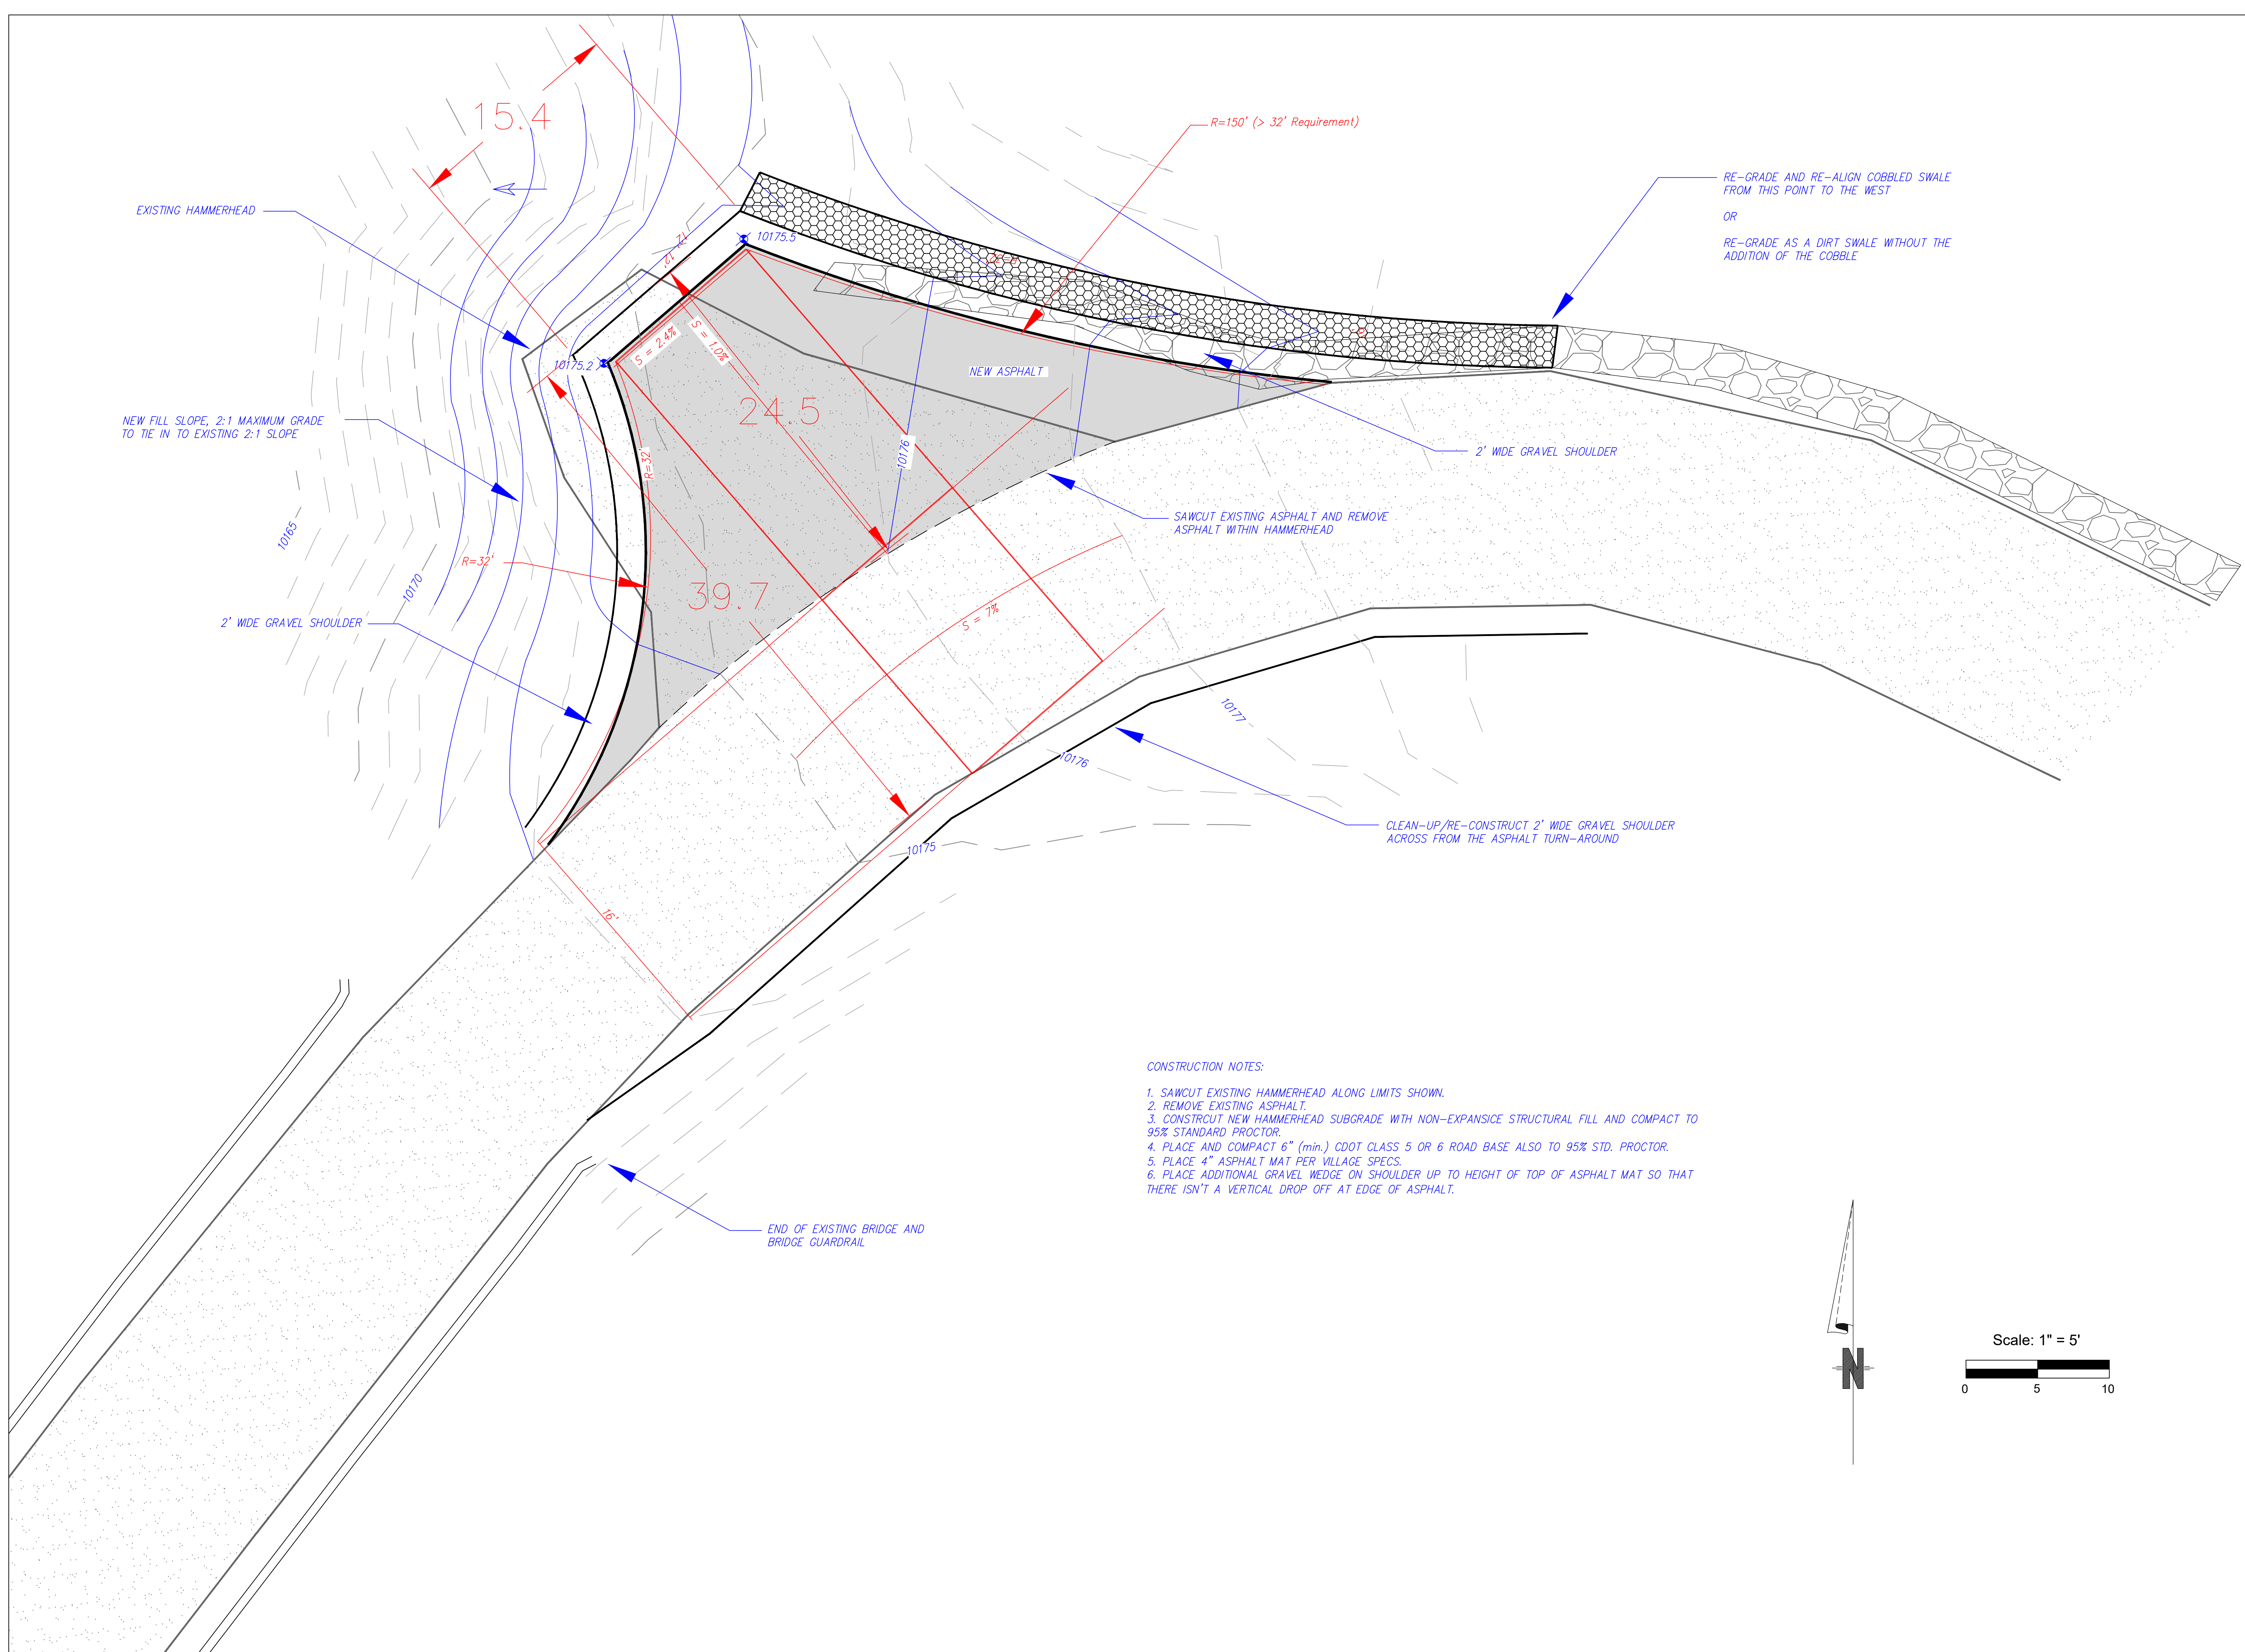 15.4
R=150' (> 32' Requirement)
RE-GRADE AND RE-ALIGN COBBLED SWALE
FROM THIS POINT TO THE WEST
OR
RE-GRADE AS A DIRT SWALE WITHOUT THE
ADDITION OF THE COBBLE
EXISTING HAMMERHEAD
12'
12'
10175.5
10175.2
S = 2.4%
S = 1.0%
NEW ASPHALT
24.5
NEW FILL SLOPE, 2:1 MAXIMUM GRADE
TO TIE IN TO EXISTING 2:1 SLOPE
10176
R=32'
2' WIDE GRAVEL SHOULDER
10165
SAWCUT EXISTING ASPHALT AND REMOVE
ASPHALT WITHIN HAMMERHEAD
R=32'
10170
39.7
S = 7%
2' WIDE GRAVEL SHOULDER
10177
10176
10175
CLEAN-UP/RE-CONSTRUCT 2' WIDE GRAVEL SHOULDER
ACROSS FROM THE ASPHALT TURN-AROUND
16'
CONSTRUCTION NOTES:
1. SAWCUT EXISTING HAMMERHEAD ALONG LIMITS SHOWN.
2. REMOVE EXISTING ASPHALT.
3. CONSTRCUT NEW HAMMERHEAD SUBGRADE WITH NON-EXPANSICE STRUCTURAL FILL AND COMPACT TO
95% STANDARD PROCTOR.
4. PLACE AND COMPACT 6" (min.) CDOT CLASS 5 OR 6 ROAD BASE ALSO TO 95% STD. PROCTOR.
5. PLACE 4" ASPHALT MAT PER VILLAGE SPECS.
6. PLACE ADDITIONAL GRAVEL WEDGE ON SHOULDER UP TO HEIGHT OF TOP OF ASPHALT MAT SO THAT
THERE ISN'T A VERTICAL DROP OFF AT EDGE OF ASPHALT.
END OF EXISTING BRIDGE AND
BRIDGE GUARDRAIL
N
Scale: 1" = 5'
0 5 10